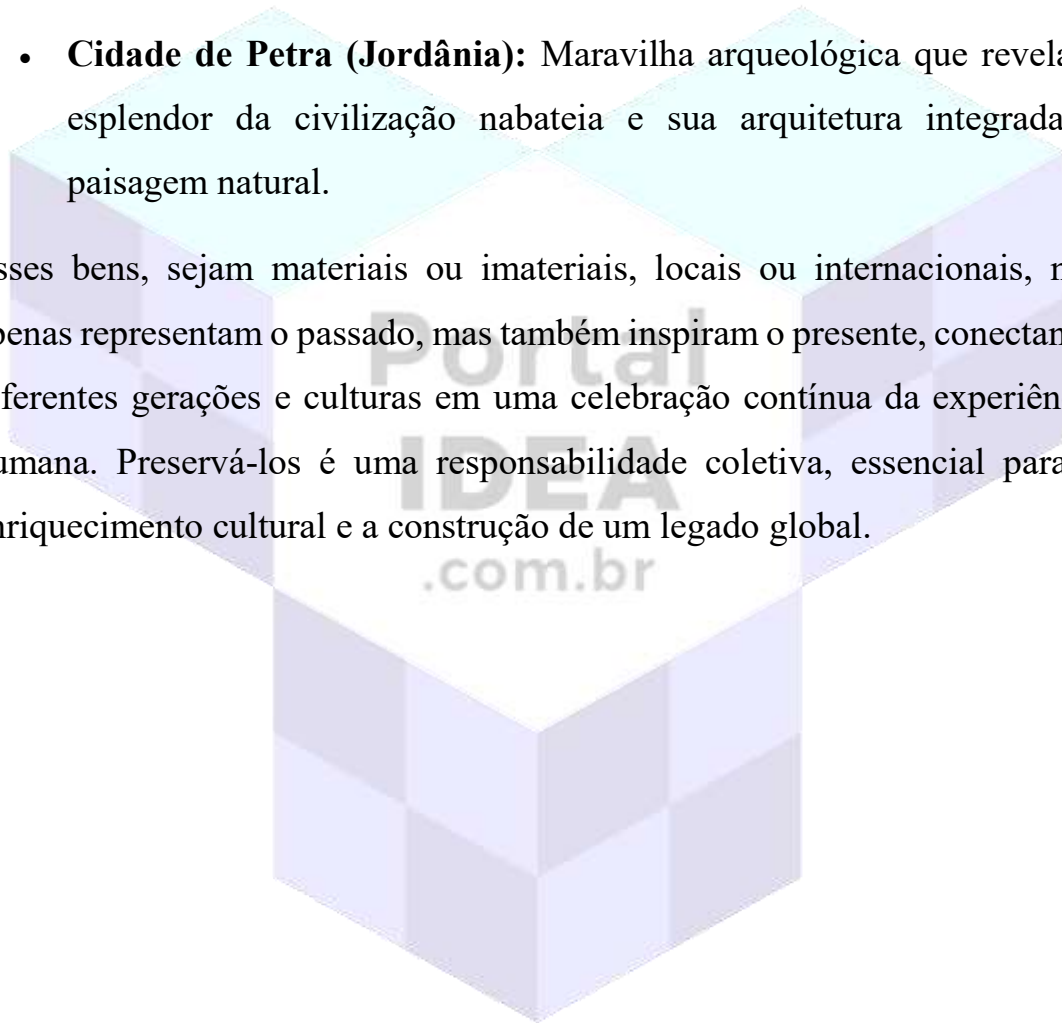 • Cidade de Petra (Jordânia): Maravilha arqueológica que revela
esplendor da civilização nabateia e sua arquitetura integrada
paisagem natural.
sses bens, sejam materiais ou imateriais, locais ou internacionais, n
penas representam o passado, mas também inspiram o presente, conectan
ferentes gerações e culturas em uma celebração contínua da experiên
umana. Preservá-los é uma responsabilidade coletiva, essencial para
nriquecimento cultural e a construção de um legado global.
Portal
IDEA
.com.br